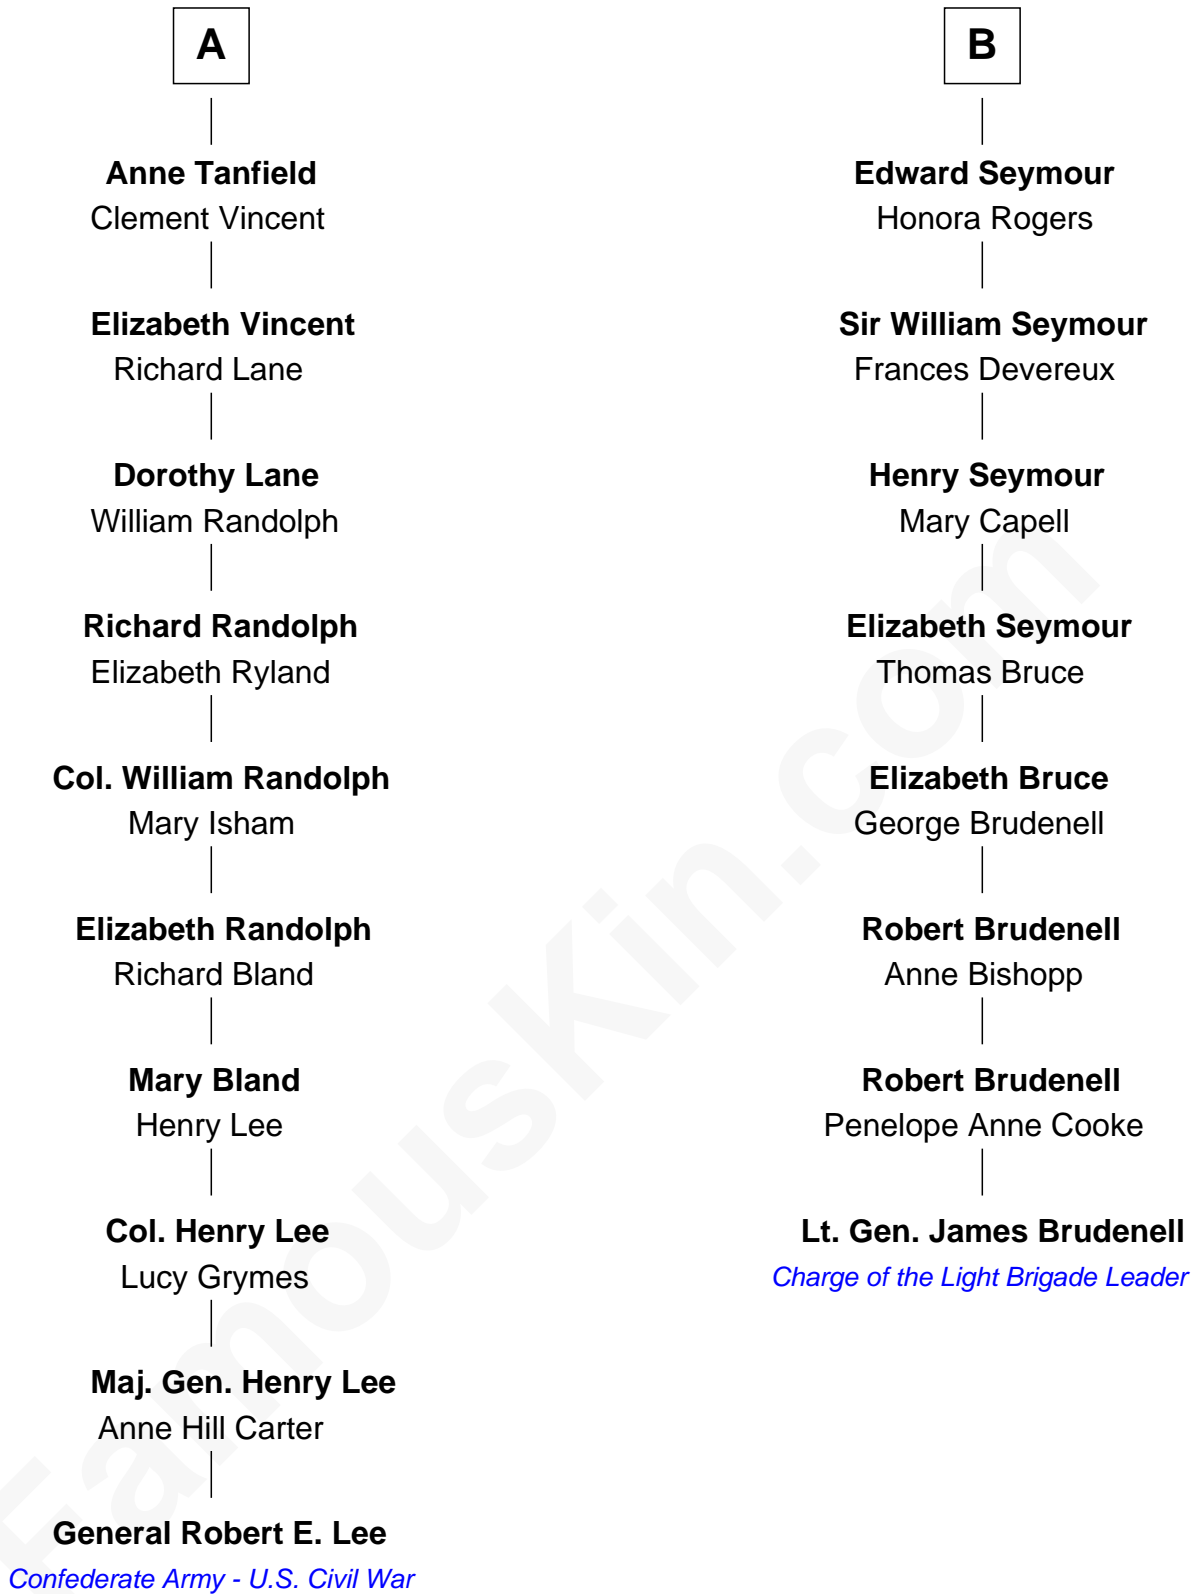 A
Anne Tanfield
Clement Vincent
Elizabeth Vincent
Richard Lane
Dorothy Lane
William Randolph
Richard Randolph
Elizabeth Ryland
Col. William Randolph
Mary Isham
Elizabeth Randolph
Richard Bland
Mary Bland
Henry Lee
Col. Henry Lee
Lucy Grymes
Maj. Gen. Henry Lee
Anne Hill Carter
General Robert E. Lee
Confederate Army - U.S. Civil War
B
Edward Seymour
Honora Rogers
Sir William Seymour
Frances Devereux
Henry Seymour
Mary Capell
Elizabeth Seymour
Thomas Bruce
Elizabeth Bruce
George Brudenell
Robert Brudenell
Anne Bishopp
Robert Brudenell
Penelope Anne Cooke
Lt. Gen. James Brudenell
Charge of the Light Brigade Leader
FamousKin.com